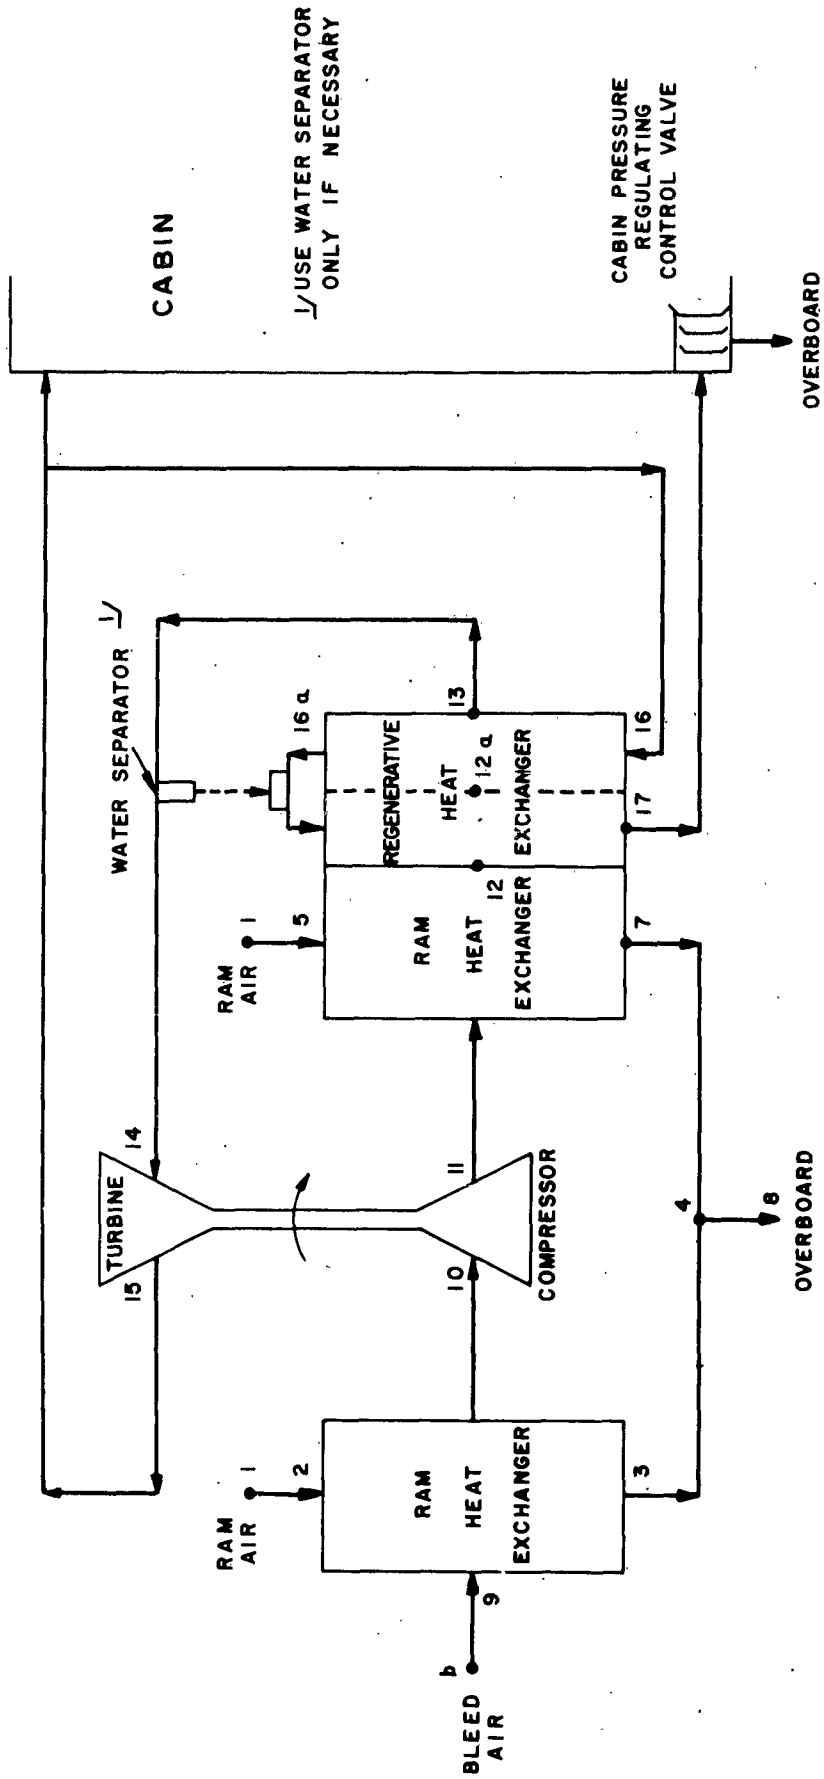 CABIN
1/ USE WATER SEPARATOR
ONLY IF NECESSARY
CABIN PRESSURE
REGULATING
CONTROL VALVE
OVERBOARD
WATER SEPARATOR 1/
TURBINE
15
14
COMPRESSOR
10
11
BLEED
AIR
b
9
RAM
AIR
1
2
RAM
HEAT
EXCHANGER
3
4
8
OVERBOARD
RAM
AIR
1
5
RAM
HEAT
EXCHANGER
7
12
REGENERATIVE
HEAT
EXCHANGER
12a
13
16a
16
17